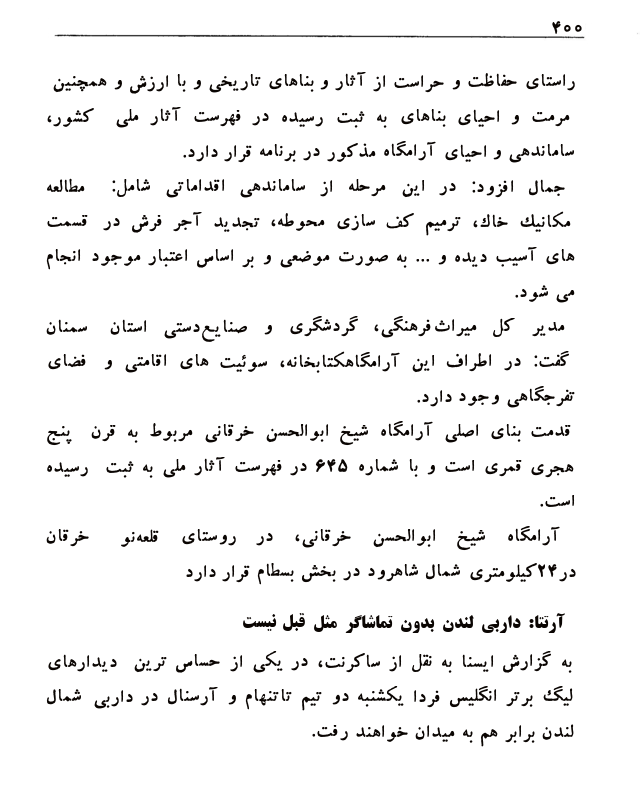 ۴۰۰
راستای حفاظت و حراست از آثار و بناهای تاریخی و با ارزش و همچنین
مرمت و احیای بناهای به ثبت رسیده در فهرست آثار ملی کشور،
ساماندهی و احیای آرامگاه مذکور در برنامه قرار دارد.
جمال افزود: در این مرحله از ساماندهی اقداماتی شامل: مطالعه
مکانیك خاك، ترمیم کف سازی محوطه، تجدید آجر فرش در قسمت
های آسیب دیده و ... به صورت موضعی و بر اساس اعتبار موجود انجام
می شود.
مدیر کل میراث‌فرهنگی، گردشگری و صنایع‌دستی استان سمنان
گفت: در اطراف این آرامگاهکتابخانه، سوئیت های اقامتی و فضای
تفرجگاهی وجود دارد.
قدمت بنای اصلی آرامگاه شیخ ابوالحسن خرقانی مربوط به قرن پنج
هجری قمری است و با شماره ۶۴۵ در فهرست آثار ملی به ثبت رسیده
است.
آرامگاه شیخ ابوالحسن خرقانی، در روستای قلعه‌نو خرقان
در۲۴کیلومتری شمال شاهرود در بخش بسطام قرار دارد
آرتتا: داربی لندن بدون تماشاگر مثل قبل نیست
به گزارش ایسنا به نقل از ساکرنت، در یکی از حساس ترین دیدارهای
لیگ برتر انگلیس فردا یکشنبه دو تیم تاتنهام و آرسنال در داربی شمال
لندن برابر هم به میدان خواهند رفت.